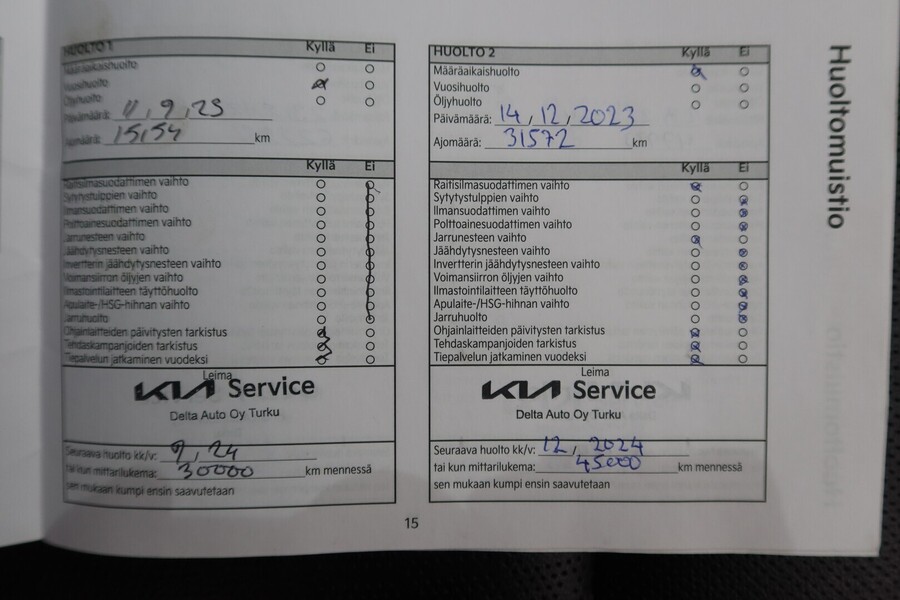 HUOLTO 1 Kyllä Ei
Määräaikaishuolto
Vuosihuolto
Öljyhuolto
Päivämäärä: 11, 9, 23
Ajomäärä: 15,54 km
Kyllä Ei
Raitisilmasuodattimen vaihto
Sytytystulppien vaihto
Ilmansuodattimen vaihto
Polttoainesuodattimen vaihto
Jarrunesteen vaihto
Jäähdytysnesteen vaihto
Invertterin jäähdytysnesteen vaihto
Voimansiirron öljyjen vaihto
Ilmastointilaitteen täyttöhuolto
Apulaite-/HSG-hihnan vaihto
Jarruhuolto
Ohjainlaitteiden päivitysten tarkistus
Tehdaskampanjoiden tarkistus
Tiepalvelun jatkaminen vuodeksi
Leima
KIA Service
Delta Auto Oy Turku
Seuraava huolto kk/v: 9, 24
tai kun mittarilukema: 30000 km mennessä
sen mukaan kumpi ensin saavutetaan
HUOLTO 2 Kyllä Ei
Määräaikaishuolto
Vuosihuolto
Öljyhuolto
Päivämäärä: 14, 12, 2023
Ajomäärä: 31572 km
Kyllä Ei
Raitisilmasuodattimen vaihto
Sytytystulppien vaihto
Ilmansuodattimen vaihto
Polttoainesuodattimen vaihto
Jarrunesteen vaihto
Jäähdytysnesteen vaihto
Invertterin jäähdytysnesteen vaihto
Voimansiirron öljyjen vaihto
Ilmastointilaitteen täyttöhuolto
Apulaite-/HSG-hihnan vaihto
Jarruhuolto
Ohjainlaitteiden päivitysten tarkistus
Tehdaskampanjoiden tarkistus
Tiepalvelun jatkaminen vuodeksi
Leima
KIA Service
Delta Auto Oy Turku
Seuraava huolto kk/v: 12, 2024
tai kun mittarilukema: 45000 km mennessä
sen mukaan kumpi ensin saavutetaan
Huoltomuistio
15